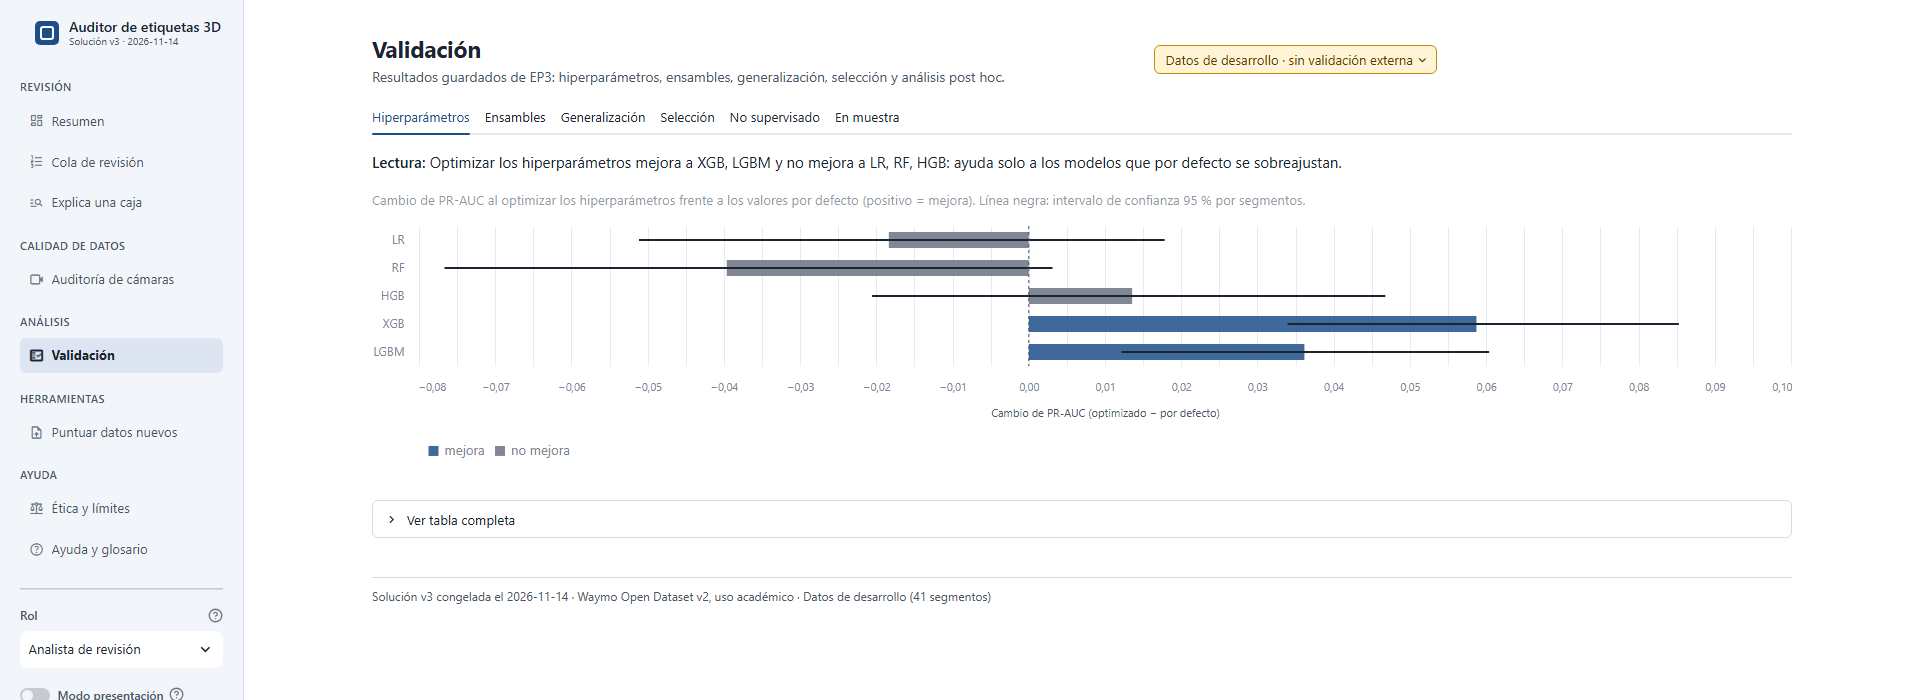 Auditor de etiquetas 3D
Solución v3 · 2026-11-14
REVISIÓN
Resumen
Cola de revisión
Explica una caja
CALIDAD DE DATOS
Auditoría de cámaras
ANÁLISIS
Validación
HERRAMIENTAS
Puntuar datos nuevos
AYUDA
Ética y límites
Ayuda y glosario
Rol
Analista de revisión
Modo presentación
Validación
Datos de desarrollo · sin validación externa
Resultados guardados de EP3: hiperparámetros, ensambles, generalización, selección y análisis post hoc.
Hiperparámetros Ensambles Generalización Selección No supervisado En muestra
Lectura: Optimizar los hiperparámetros mejora a XGB, LGBM y no mejora a LR, RF, HGB: ayuda solo a los modelos que por defecto se sobreajustan.
Cambio de PR-AUC al optimizar los hiperparámetros frente a los valores por defecto (positivo = mejora). Línea negra: intervalo de confianza 95 % por segmentos.
LR
RF
HGB
XGB
LGBM
−0,08 −0,07 −0,06 −0,05 −0,04 −0,03 −0,02 −0,01 0,00 0,01 0,02 0,03 0,04 0,05 0,06 0,07 0,08 0,09 0,10
Cambio de PR-AUC (optimizado − por defecto)
mejora no mejora
Ver tabla completa
Solución v3 congelada el 2026-11-14 · Waymo Open Dataset v2, uso académico · Datos de desarrollo (41 segmentos)